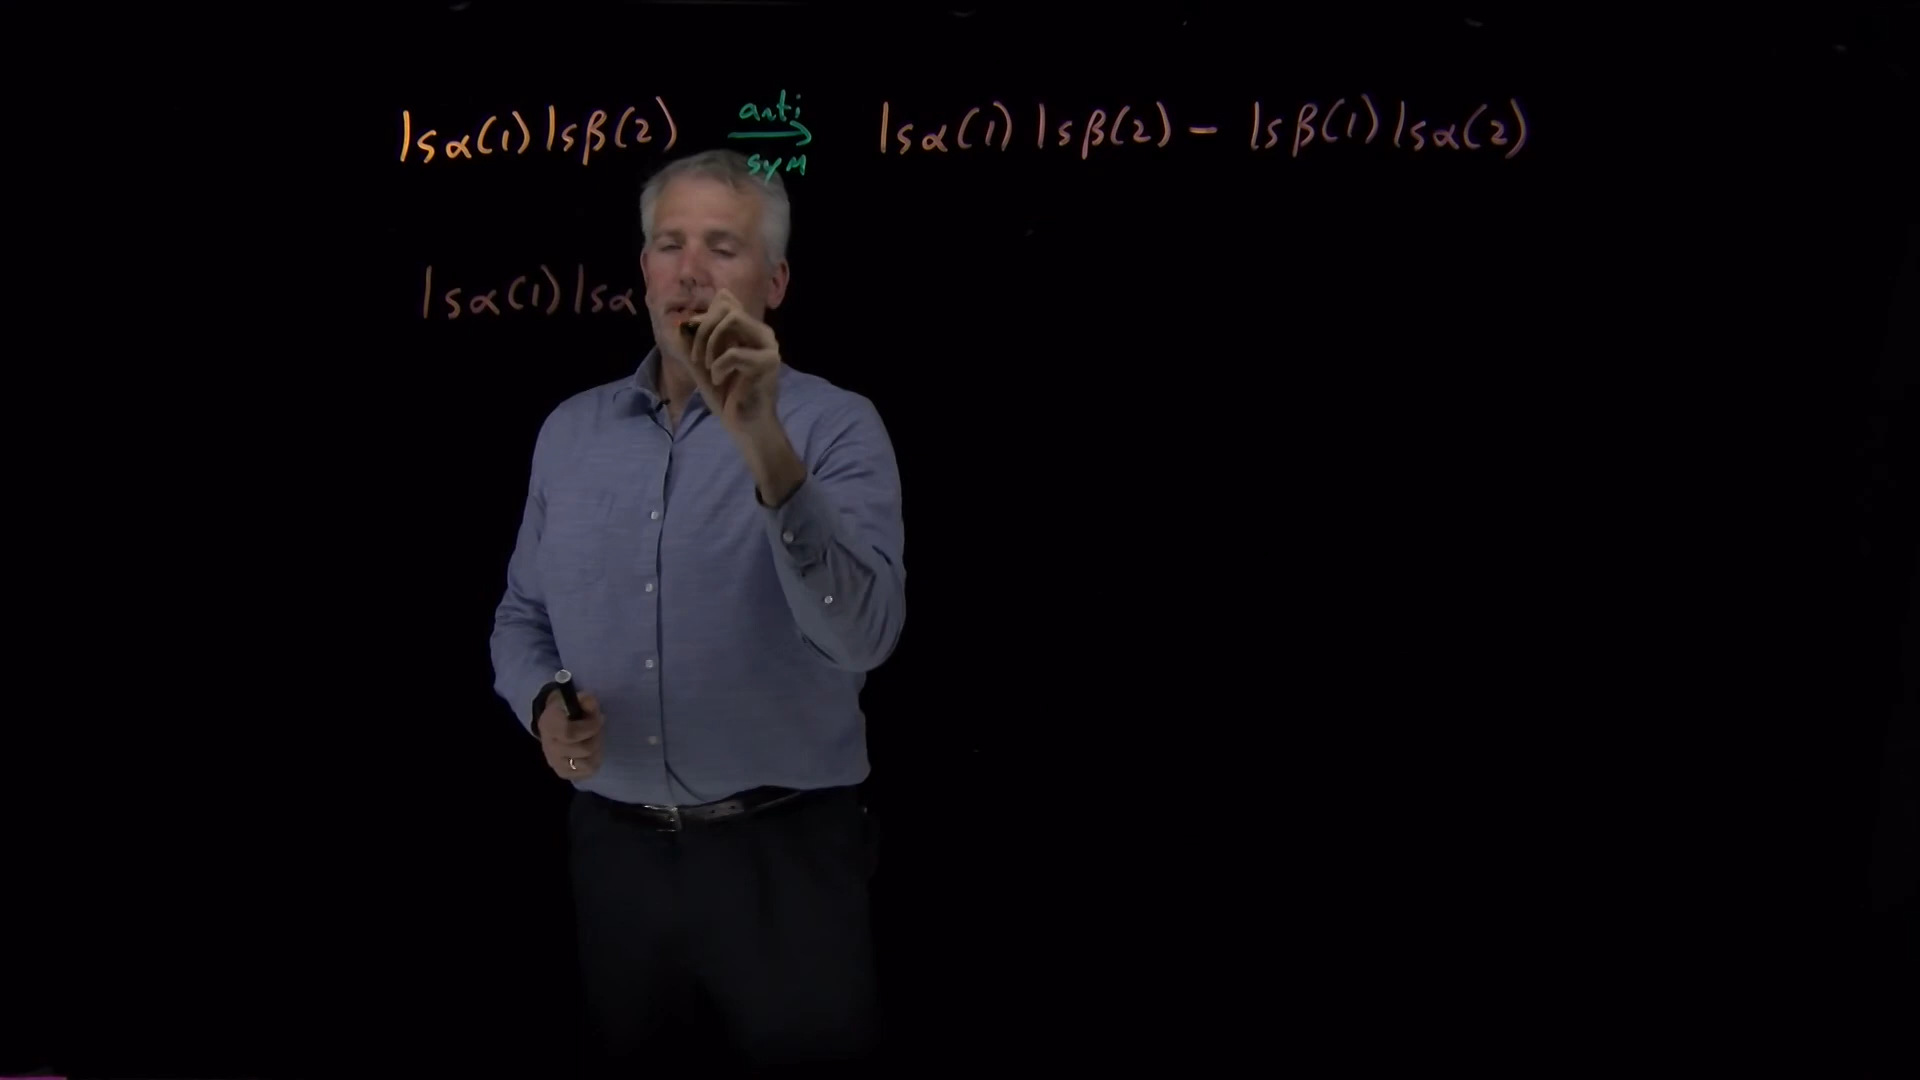 1sα(1) 1sβ(2) anti sym → 1sα(1) 1sβ(2) - 1sβ(1) 1sα(2)
1sα(1) 1sα